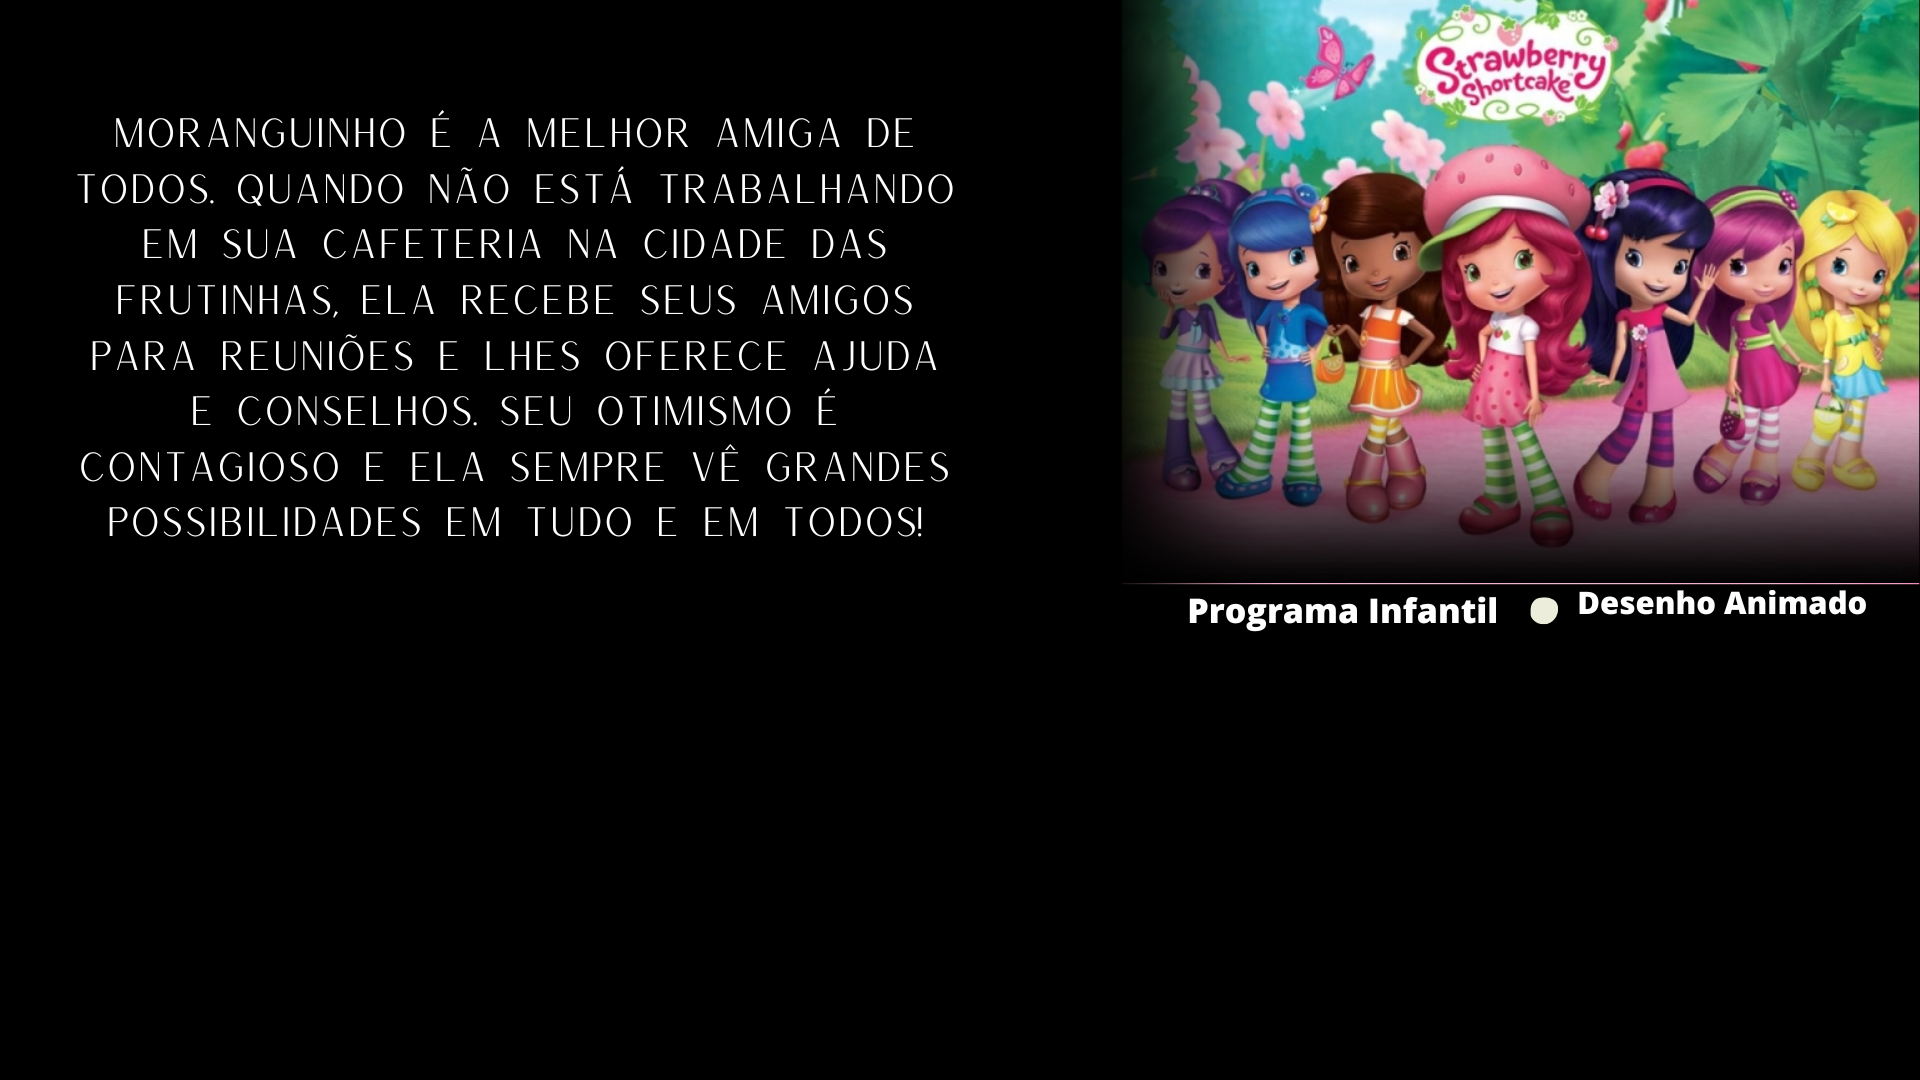 MORANGUINHO É A MELHOR AMIGA DE
TODOS. QUANDO NÃO ESTÁ TRABALHANDO
EM SUA CAFETERIA NA CIDADE DAS
FRUTINHAS, ELA RECEBE SEUS AMIGOS
PARA REUNIÕES E LHES OFERECE AJUDA
E CONSELHOS. SEU OTIMISMO É
CONTAGIOSO E ELA SEMPRE VÊ GRANDES
POSSIBILIDADES EM TUDO E EM TODOS!
Strawberry
Shortcake
Programa Infantil
Desenho Animado